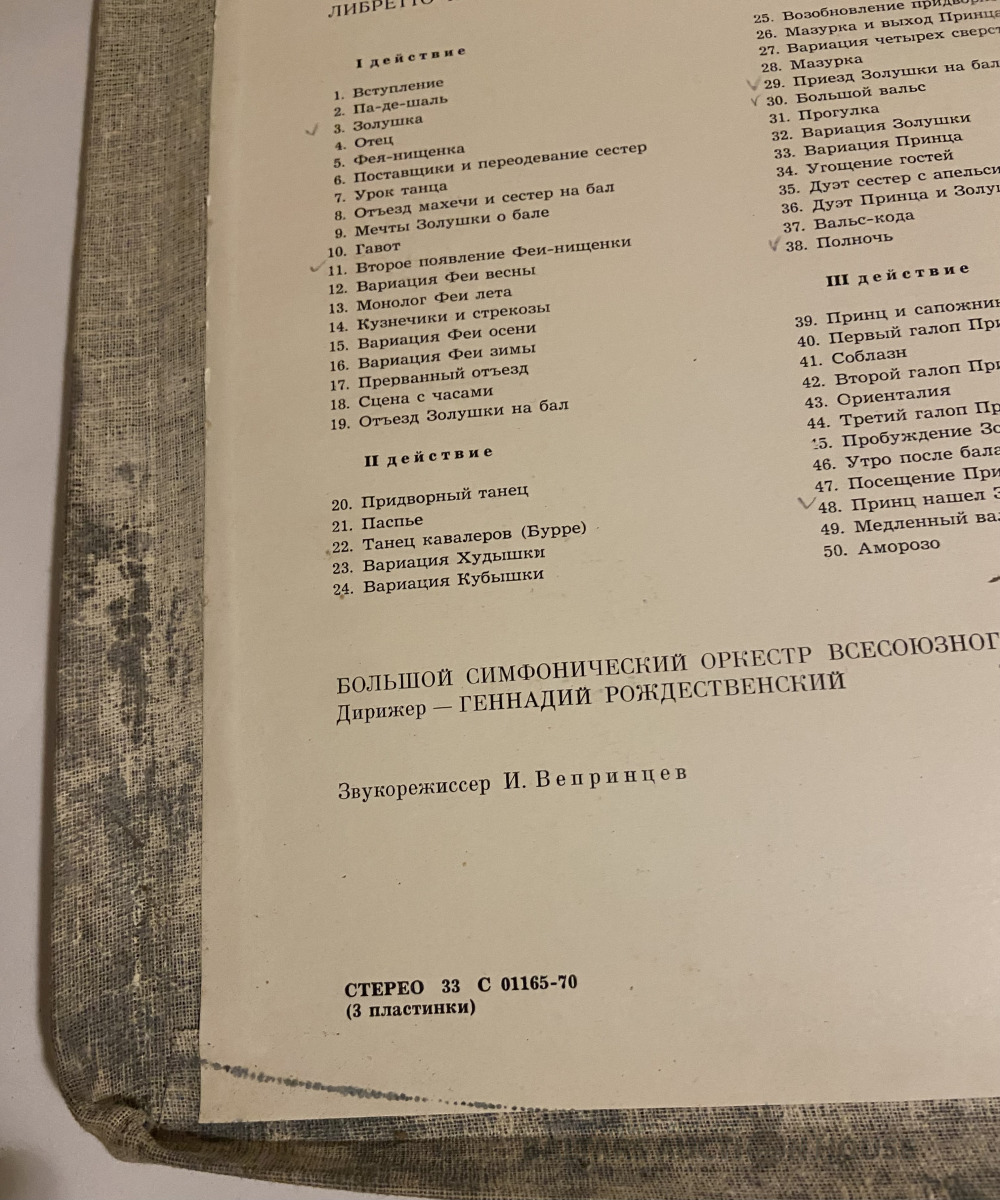 ЛИБРЕТТО
I действие
1. Вступление
2. Па-де-шаль
3. Золушка
4. Отец
5. Фея-нищенка
6. Поставщики и переодевание сестер
7. Урок танца
8. Отъезд махечи и сестер на бал
9. Мечты Золушки о бале
10. Гавот
11. Второе появление Феи-нищенки
12. Вариация Феи весны
13. Монолог Феи лета
14. Кузнечики и стрекозы
15. Вариация Феи осени
16. Вариация Феи зимы
17. Прерванный отъезд
18. Сцена с часами
19. Отъезд Золушки на бал
II действие
20. Придворный танец
21. Паспье
22. Танец кавалеров (Бурре)
23. Вариация Худышки
24. Вариация Кубышки
25. Возобновление
26. Мазурка и выход Принца
27. Вариация четырех
28. Мазурка
29. Приезд Золушки на бал
30. Большой вальс
31. Прогулка
32. Вариация Золушки
33. Вариация Принца
34. Угощение гостей
35. Дуэт сестер с
36. Дуэт Принца и
37. Вальс-кода
38. Полночь
III действие
39. Принц и
40. Первый галоп
41. Соблазн
42. Второй галоп
43. Ориенталия
44. Третий галоп
45. Пробуждение
46. Утро после бала
47. Посещение
48. Принц нашел
49. Медленный
50. Аморозо
БОЛЬШОЙ СИМФОНИЧЕСКИЙ ОРКЕСТР
Дирижер — ГЕННАДИЙ РОЖДЕСТВЕНСКИЙ
Звукорежиссер И. Вепринцев
СТЕРЕО 33 С 01165-70
(3 пластинки)